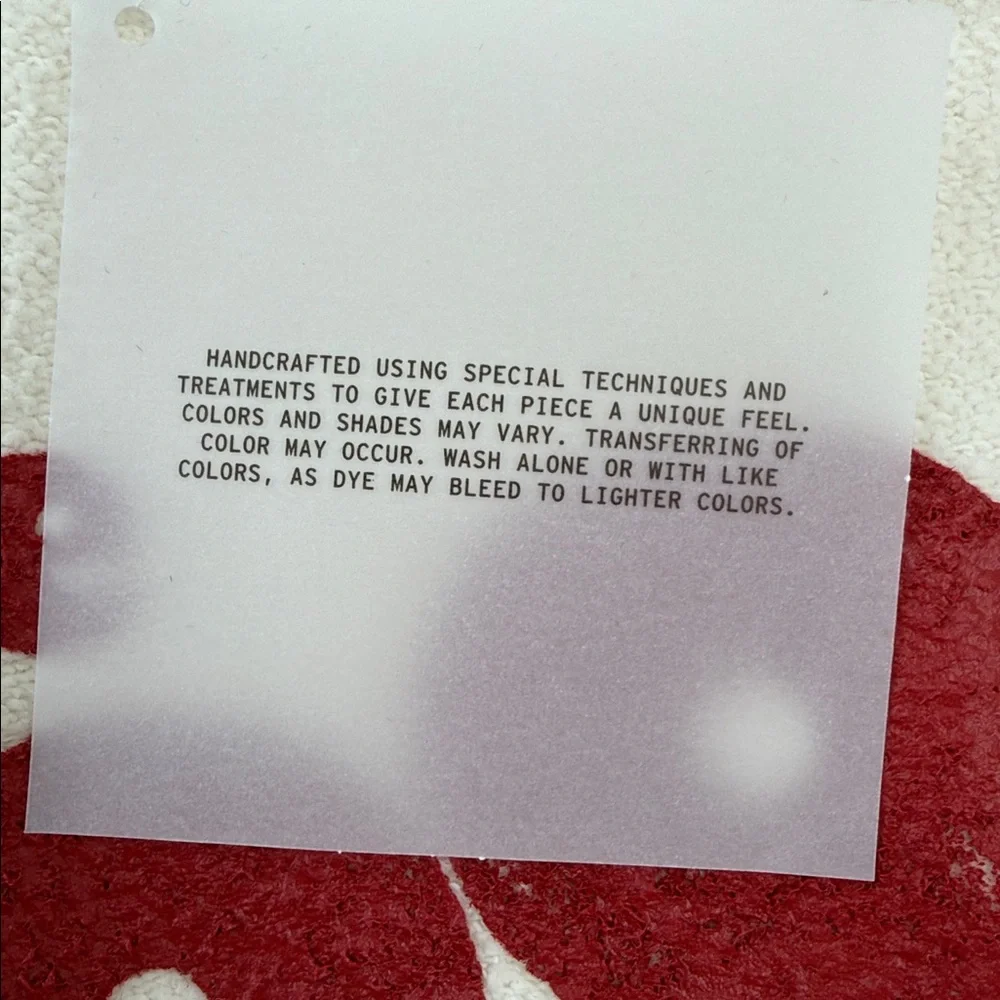 HANDCRAFTED USING SPECIAL TECHNIQUES AND
TREATMENTS TO GIVE EACH PIECE A UNIQUE FEEL.
COLORS AND SHADES MAY VARY. TRANSFERRING OF
COLOR MAY OCCUR. WASH ALONE OR WITH LIKE
COLORS, AS DYE MAY BLEED TO LIGHTER COLORS.